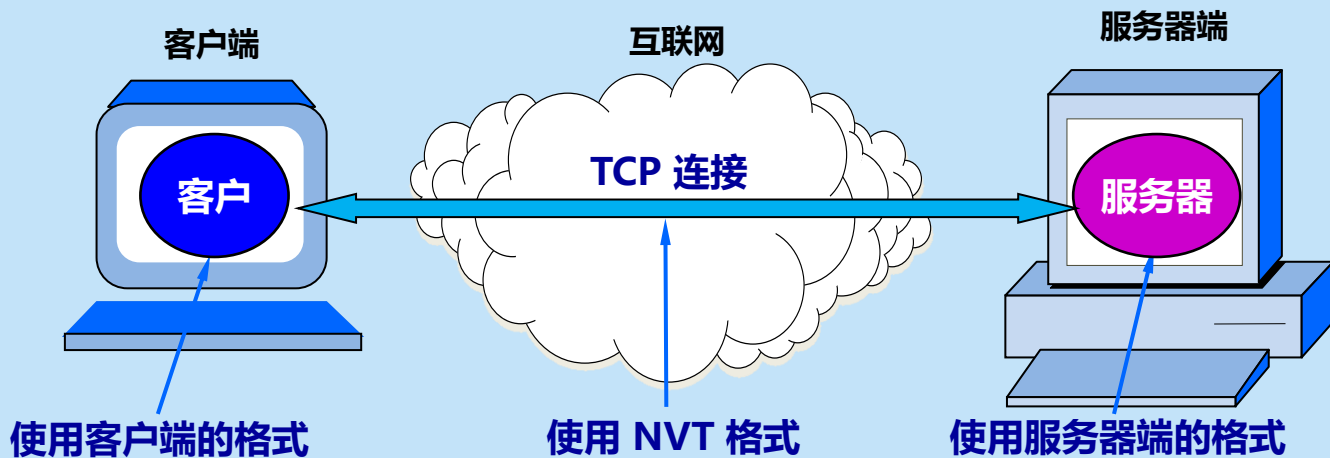 客户端
互联网
服务器端
TCP 连接
客户
服务器
使用客户端的格式
使用 NVT 格式
使用服务器端的格式